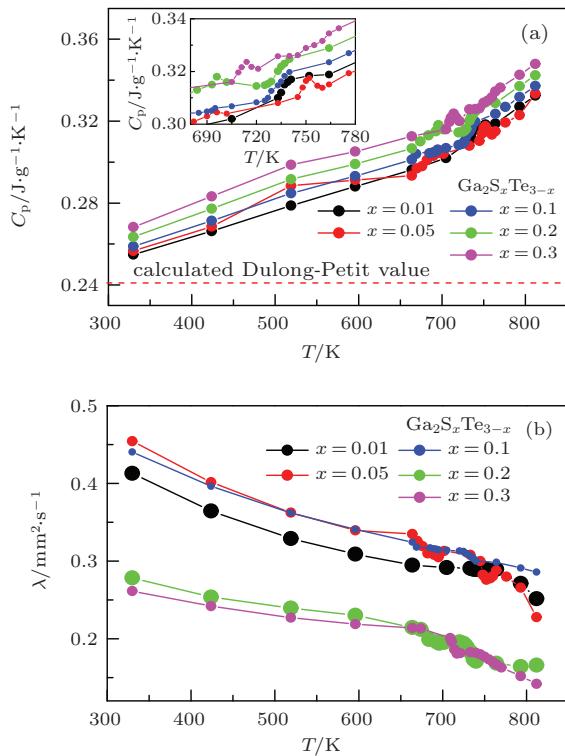 (a)
0.36
0.32
0.28
0.24
Cp/J·g−1·K−1
0.34
0.32
0.30
Cp/J·g−1·K−1
680 730 780
T/K
Ga2SxTe3−x
x = 0.01 x = 0.1
x = 0.05 x = 0.2
x = 0.3
calculated Dulong-Petit value
300 400 500 600 700 800
T/K
(b)
0.5
0.4
0.3
0.2
λ/mm2·s−1
Ga2SxTe3−x
x = 0.01 x = 0.1
x = 0.05 x = 0.2
x = 0.3
300 400 500 600 700 800
T/K